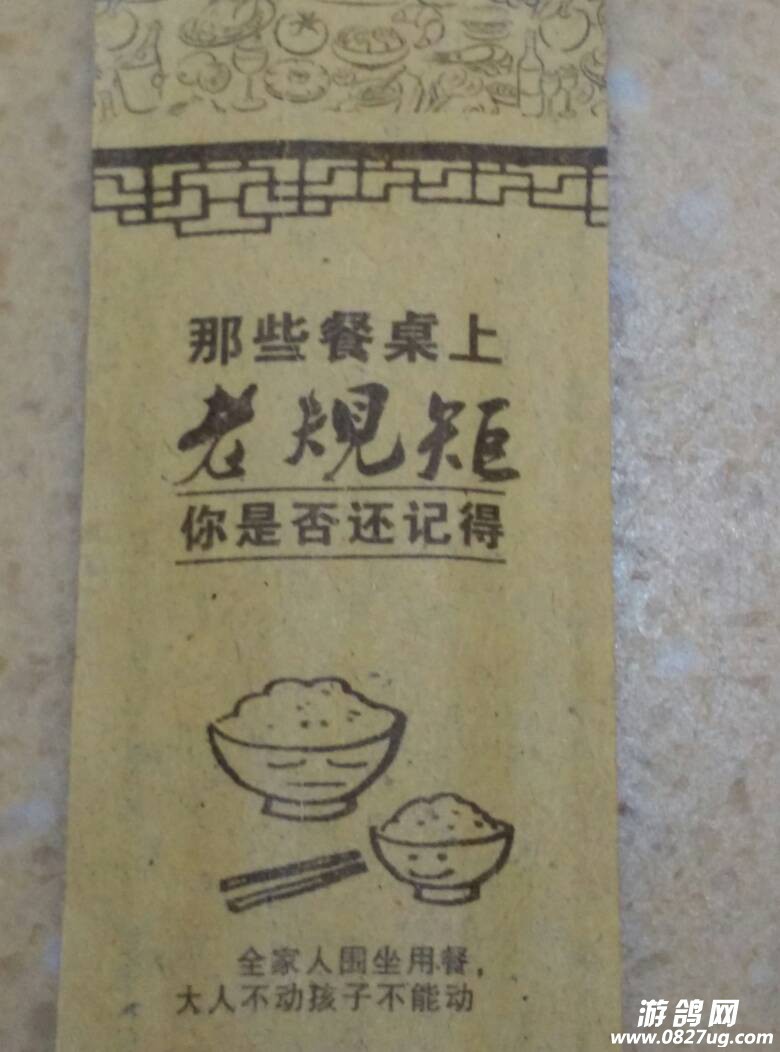 那些餐桌上
老规矩
你是否还记得
全家人围坐用餐,
大人不动孩子不能动
游鸽网
www.0827ug.com